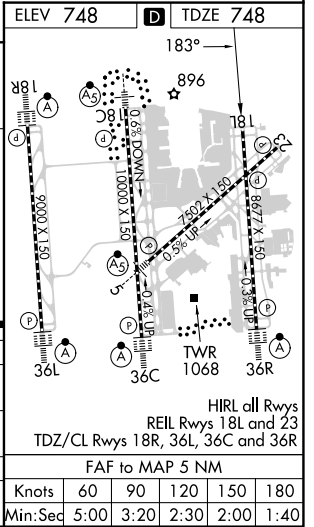 ELEV 748 D TDZE 748
183°
896
18R
A
A5
18C
18L
23
P
P
P
0.6% DOWN
9000 X 150
10000 X 150
7502 X 150
0.5% UP
8677 X 150
P
A5
5
0.4% UP
0.3% UP
P
P
P
A
A
A
TWR
1068
36L
36C
36R
HIRL all Rwys
REIL Rwys 18L and 23
TDZ/CL Rwys 18R, 36L, 36C and 36R
FAF to MAP 5 NM
Knots 60 90 120 150 180
Min:Sec 5:00 3:20 2:30 2:00 1:40